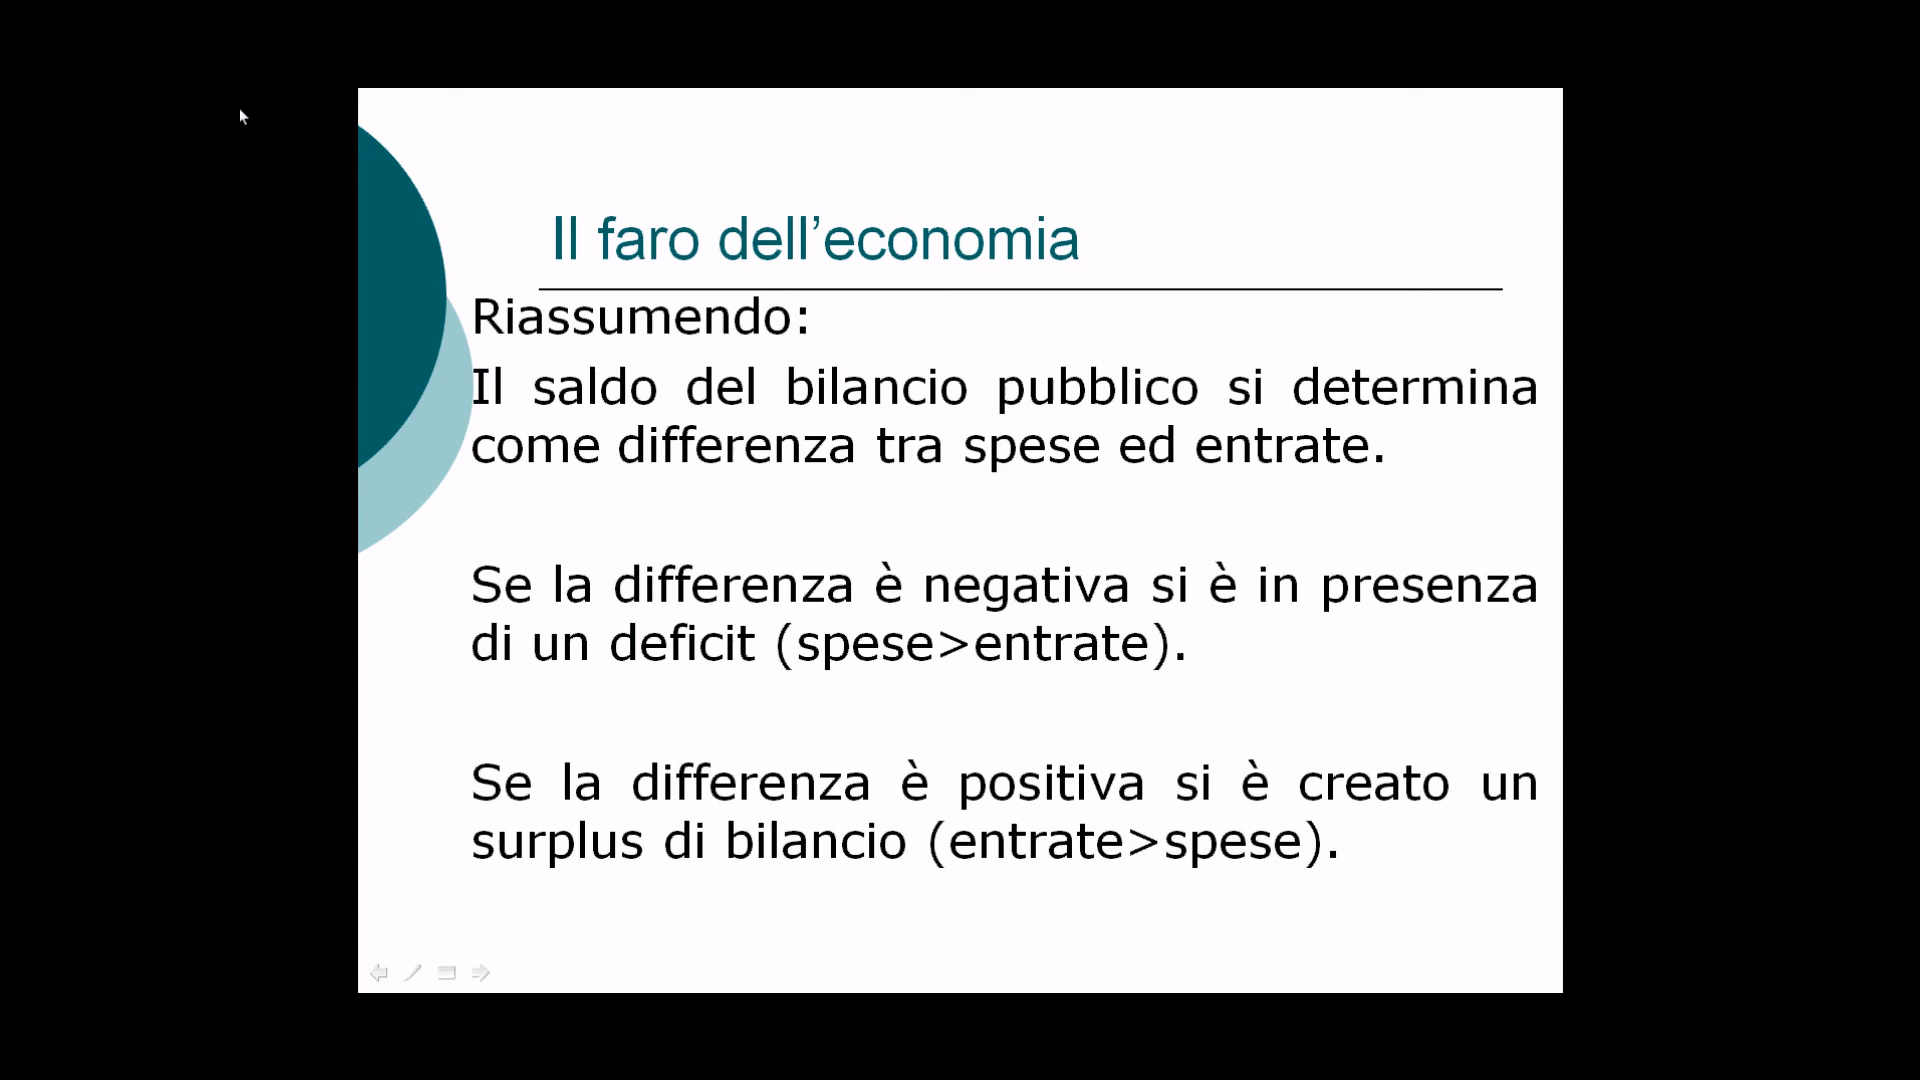 Il faro dell’economia
Riassumendo:
Il saldo del bilancio pubblico si determina
come differenza tra spese ed entrate.
Se la differenza è negativa si è in presenza
di un deficit (spese>entrate).
Se la differenza è positiva si è creato un
surplus di bilancio (entrate>spese).